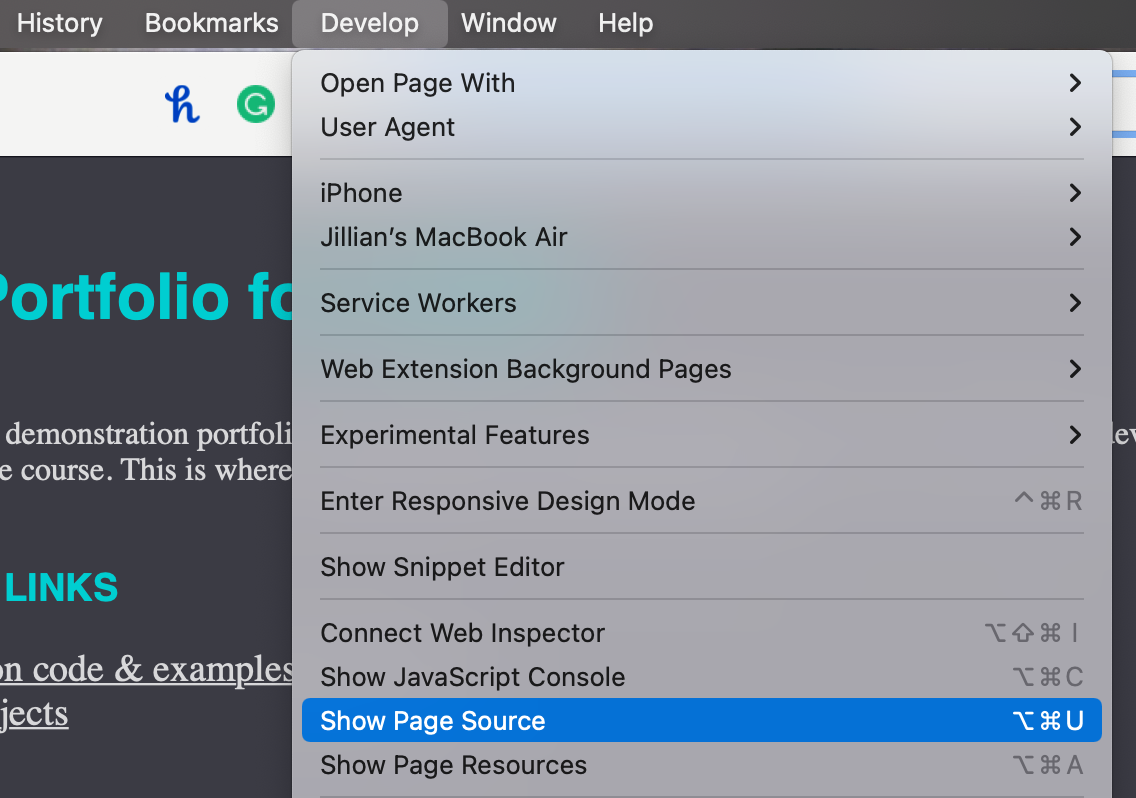 History Bookmarks Develop Window Help
Open Page With
User Agent
iPhone
Jillian’s MacBook Air
Service Workers
Web Extension Background Pages
Experimental Features
Enter Responsive Design Mode ^⌘R
Show Snippet Editor
Connect Web Inspector ⌥⇧⌘I
Show JavaScript Console ⌥⌘C
Show Page Source ⌥⌘U
Show Page Resources ⌥⌘A
Portfolio fo
demonstration portfoli
e course. This is where
LINKS
on code & examples
jects